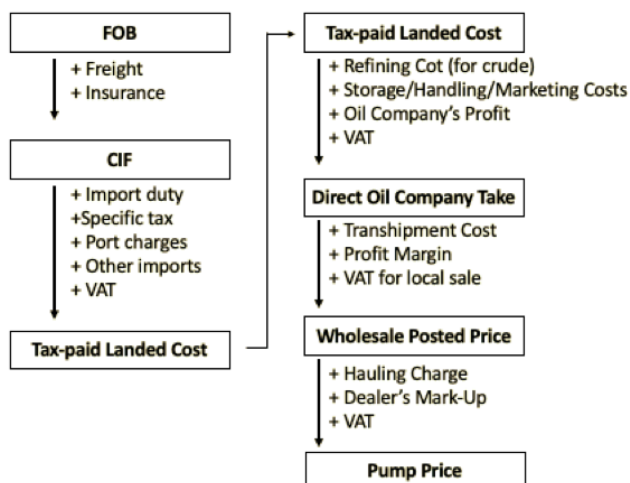 FOB
+ Freight
+ Insurance
CIF
+ Import duty
+Specific tax
+ Port charges
+ Other imports
+ VAT
Tax-paid Landed Cost
Tax-paid Landed Cost
+ Refining Cot (for crude)
+ Storage/Handling/Marketing Costs
+ Oil Company's Profit
+ VAT
Direct Oil Company Take
+ Transhipment Cost
+ Profit Margin
+ VAT for local sale
Wholesale Posted Price
+ Hauling Charge
+ Dealer's Mark-Up
+ VAT
Pump Price